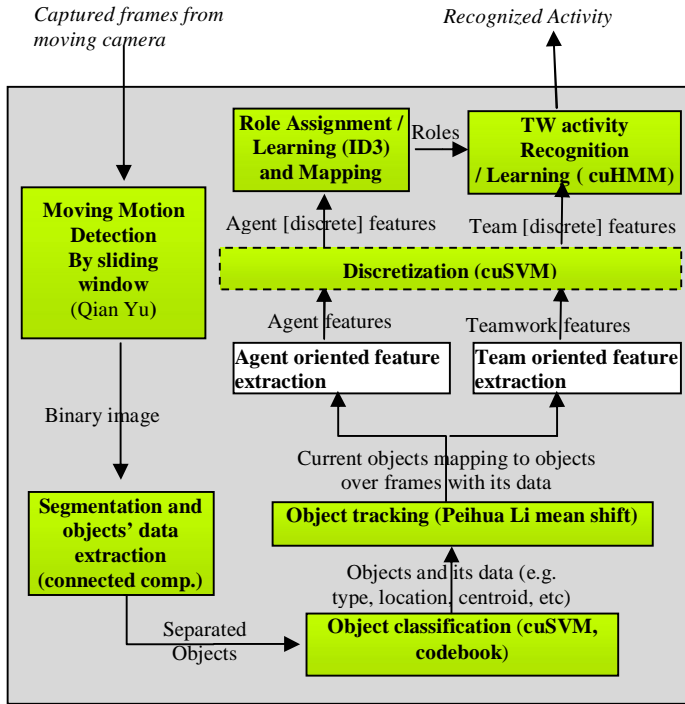 Captured frames from
moving camera
Recognized Activity
Role Assignment /
Learning (ID3)
and Mapping
Roles
TW activity
Recognition
/ Learning ( cuHMM)
Moving Motion
Detection
By sliding
window
(Qian Yu)
Agent [discrete] features
Team [discrete] features
Discretization (cuSVM)
Agent features
Teamwork features
Agent oriented feature
extraction
Team oriented feature
extraction
Binary image
Current objects mapping to objects
over frames with its data
Segmentation and
objects' data
extraction
(connected comp.)
Object tracking (Peihua Li mean shift)
Objects and its data (e.g.
type, location, centroid, etc)
Separated
Objects
Object classification (cuSVM,
codebook)